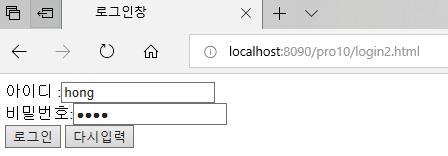 로그인창
localhost:8090/pro10/login2.html
아이디 :hong
비밀번호:●●●●
로그인 다시입력